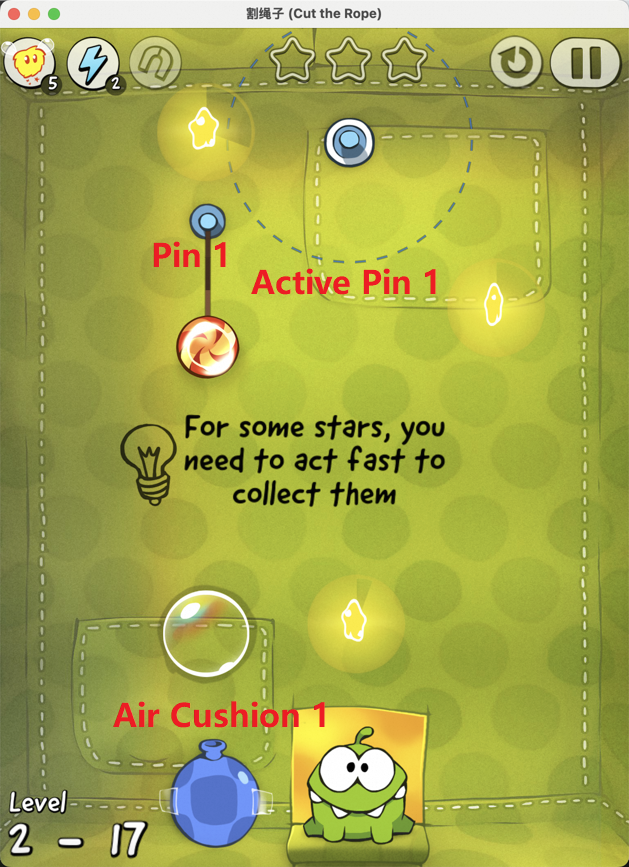 割绳子 (Cut the Rope)
5
2
Pin 1
Active Pin 1
For some stars, you
need to act fast to
collect them
Air Cushion 1
Level
2 - 17